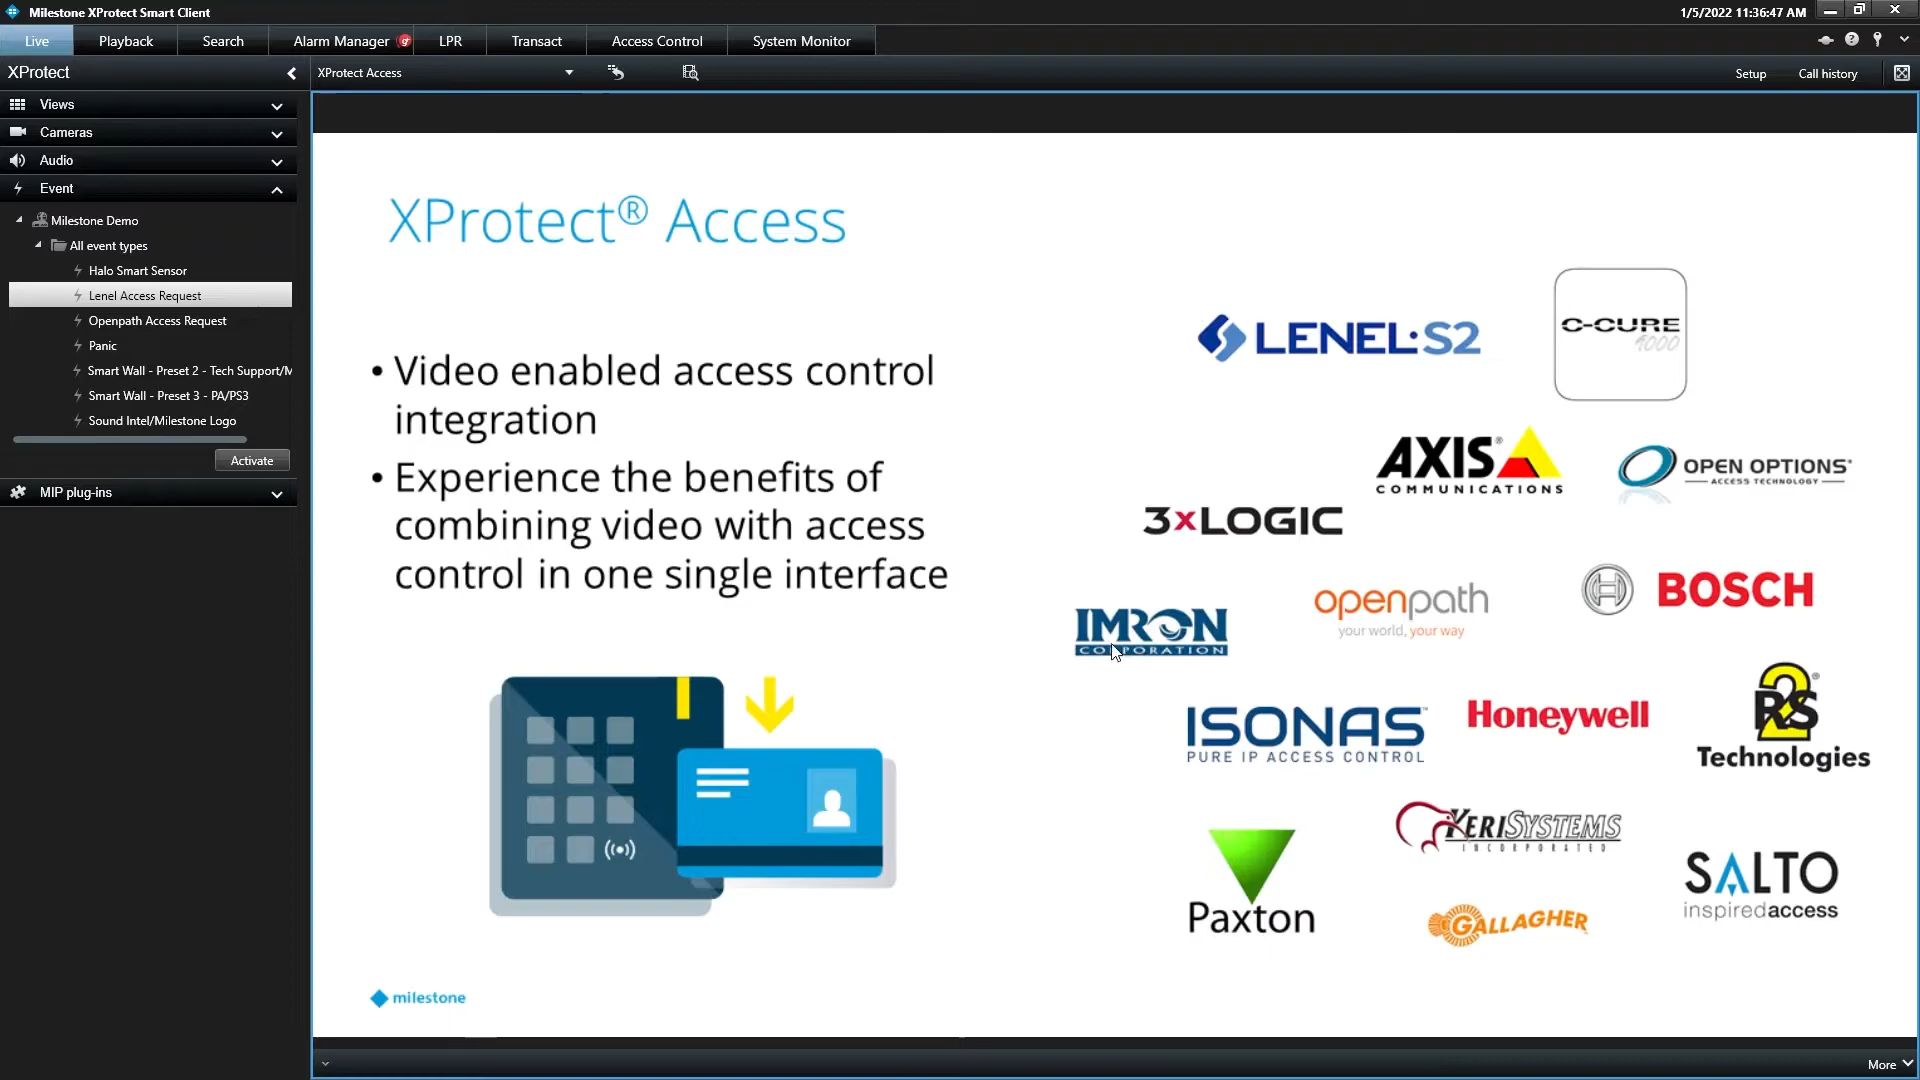 Milestone XProtect Smart Client
1/5/2022 11:36:47 AM
Live
Playback
Search
Alarm Manager
LPR
Transact
Access Control
System Monitor
XProtect
XProtect Access
Setup
Call history
Views
Cameras
Audio
Event
Milestone Demo
All event types
Halo Smart Sensor
Lenel Access Request
Openpath Access Request
Panic
Smart Wall - Preset 2 - Tech Support/M
Smart Wall - Preset 3 - PA/PS3
Sound Intel/Milestone Logo
Activate
MIP plug-ins
XProtect® Access
• Video enabled access control
integration
• Experience the benefits of
combining video with access
control in one single interface
LENEL·S2
C-CURE
9000
AXIS®
COMMUNICATIONS
OPEN OPTIONS®
ACCESS TECHNOLOGY
3xLOGIC
IMRON
CORPORATION
openpath
your world, your way
BOSCH
ISONAS™
PURE IP ACCESS CONTROL
Honeywell
R2S®
Technologies
KERISYSTEMS
INCORPORATED
Paxton
GALLAGHER
SALTO
inspiredaccess
milestone
More